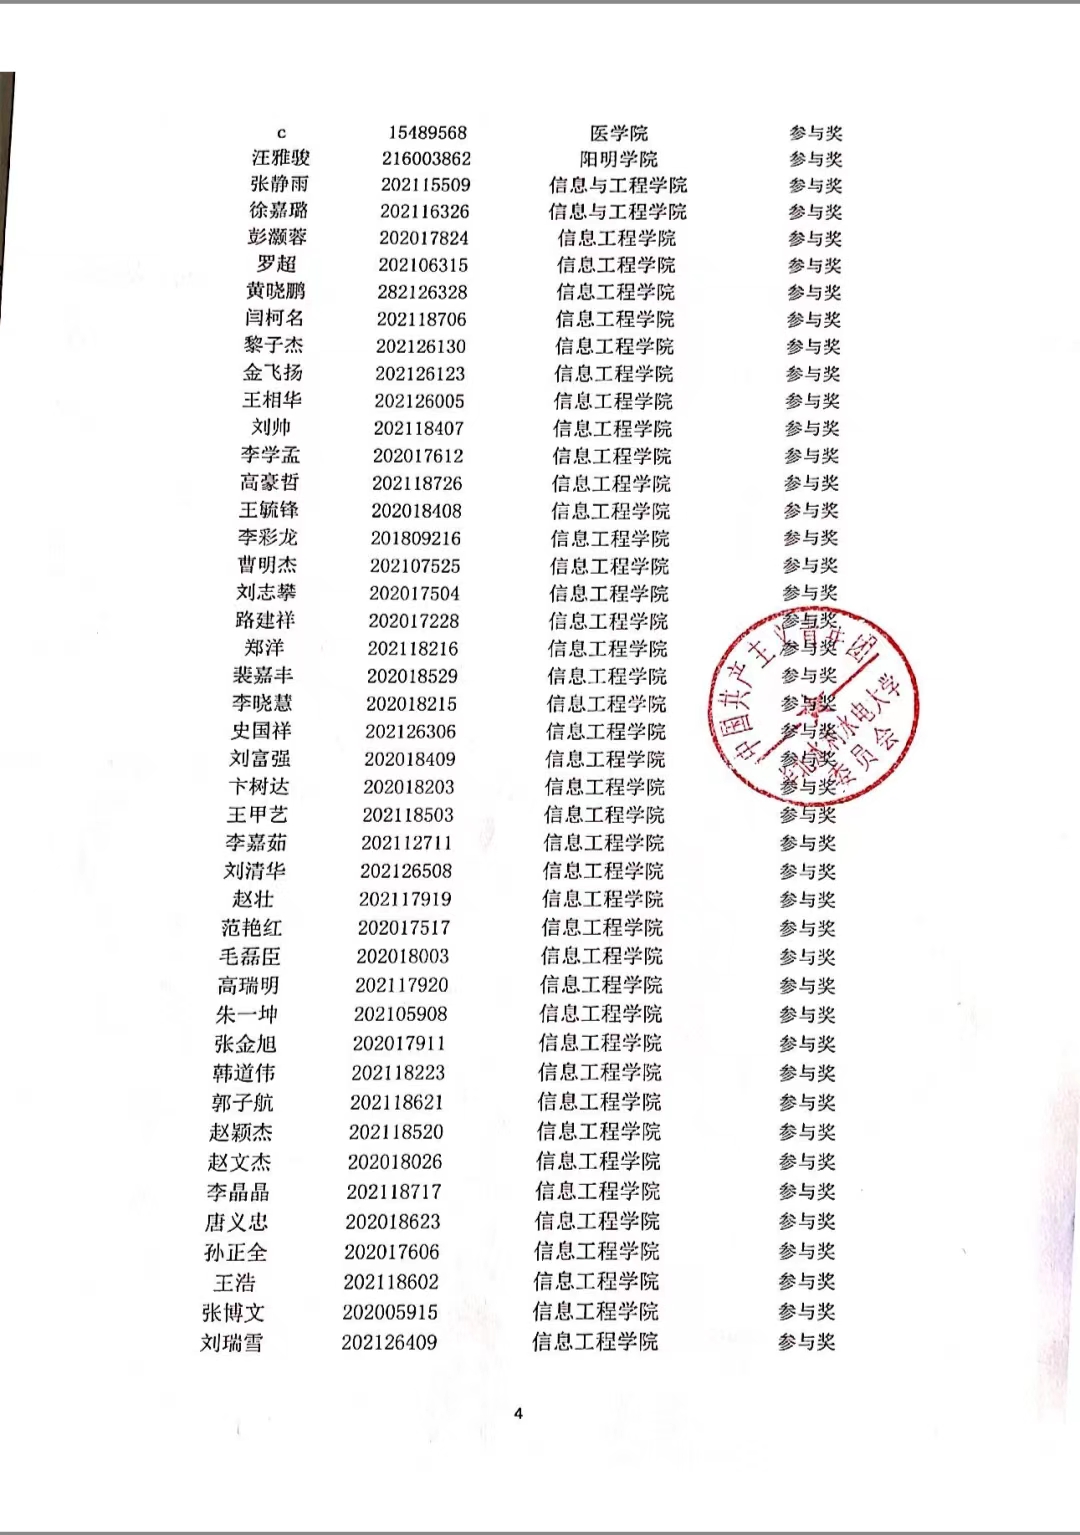 c 15489568 医学院 参与奖
汪雅骏 216003862 阳明学院 参与奖
张静雨 202115509 信息与工程学院 参与奖
徐嘉璐 202116326 信息与工程学院 参与奖
彭灏蓉 202017824 信息工程学院 参与奖
罗超 202106315 信息工程学院 参与奖
黄晓鹏 282126328 信息工程学院 参与奖
闫柯名 202118706 信息工程学院 参与奖
黎子杰 202126130 信息工程学院 参与奖
金飞扬 202126123 信息工程学院 参与奖
王相华 202126005 信息工程学院 参与奖
刘帅 202118407 信息工程学院 参与奖
李学孟 202017612 信息工程学院 参与奖
高豪哲 202118726 信息工程学院 参与奖
王毓锋 202018408 信息工程学院 参与奖
李彩龙 201809216 信息工程学院 参与奖
曹明杰 202107525 信息工程学院 参与奖
刘志攀 202017504 信息工程学院 参与奖
路建祥 202017228 信息工程学院 参与奖
郑洋 202118216 信息工程学院 参与奖
裴嘉丰 202018529 信息工程学院 参与奖
李晓慧 202018215 信息工程学院 参与奖
史国祥 202126306 信息工程学院 参与奖
刘富强 202018409 信息工程学院 参与奖
卞树达 202018203 信息工程学院 参与奖
王甲艺 202118503 信息工程学院 参与奖
李嘉茹 202112711 信息工程学院 参与奖
刘清华 202126508 信息工程学院 参与奖
赵壮 202117919 信息工程学院 参与奖
范艳红 202017517 信息工程学院 参与奖
毛磊臣 202018003 信息工程学院 参与奖
高瑞明 202117920 信息工程学院 参与奖
朱一坤 202105908 信息工程学院 参与奖
张金旭 202017911 信息工程学院 参与奖
韩道伟 202118223 信息工程学院 参与奖
郭子航 202118621 信息工程学院 参与奖
赵颖杰 202118520 信息工程学院 参与奖
赵文杰 202018026 信息工程学院 参与奖
李晶晶 202118717 信息工程学院 参与奖
唐义忠 202018623 信息工程学院 参与奖
孙正全 202017606 信息工程学院 参与奖
王浩 202118602 信息工程学院 参与奖
张博文 202005915 信息工程学院 参与奖
刘瑞雪 202126409 信息工程学院 参与奖
中国共产主义青年团
华北水利水电大学
委员会
4